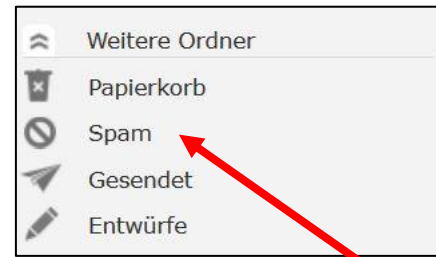 Weitere Ordner
Papierkorb
Spam
Gesendet
Entwürfe